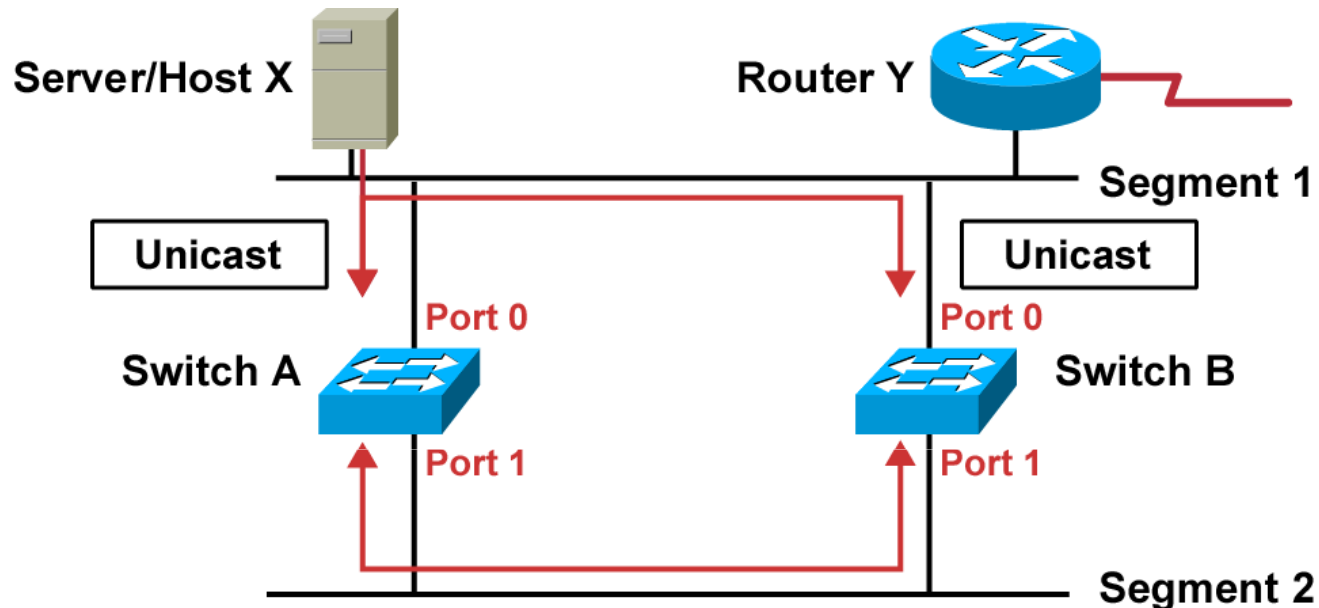 Server/Host X
Router Y
Segment 1
Unicast
Unicast
Port 0
Port 0
Switch A
Switch B
Port 1
Port 1
Segment 2